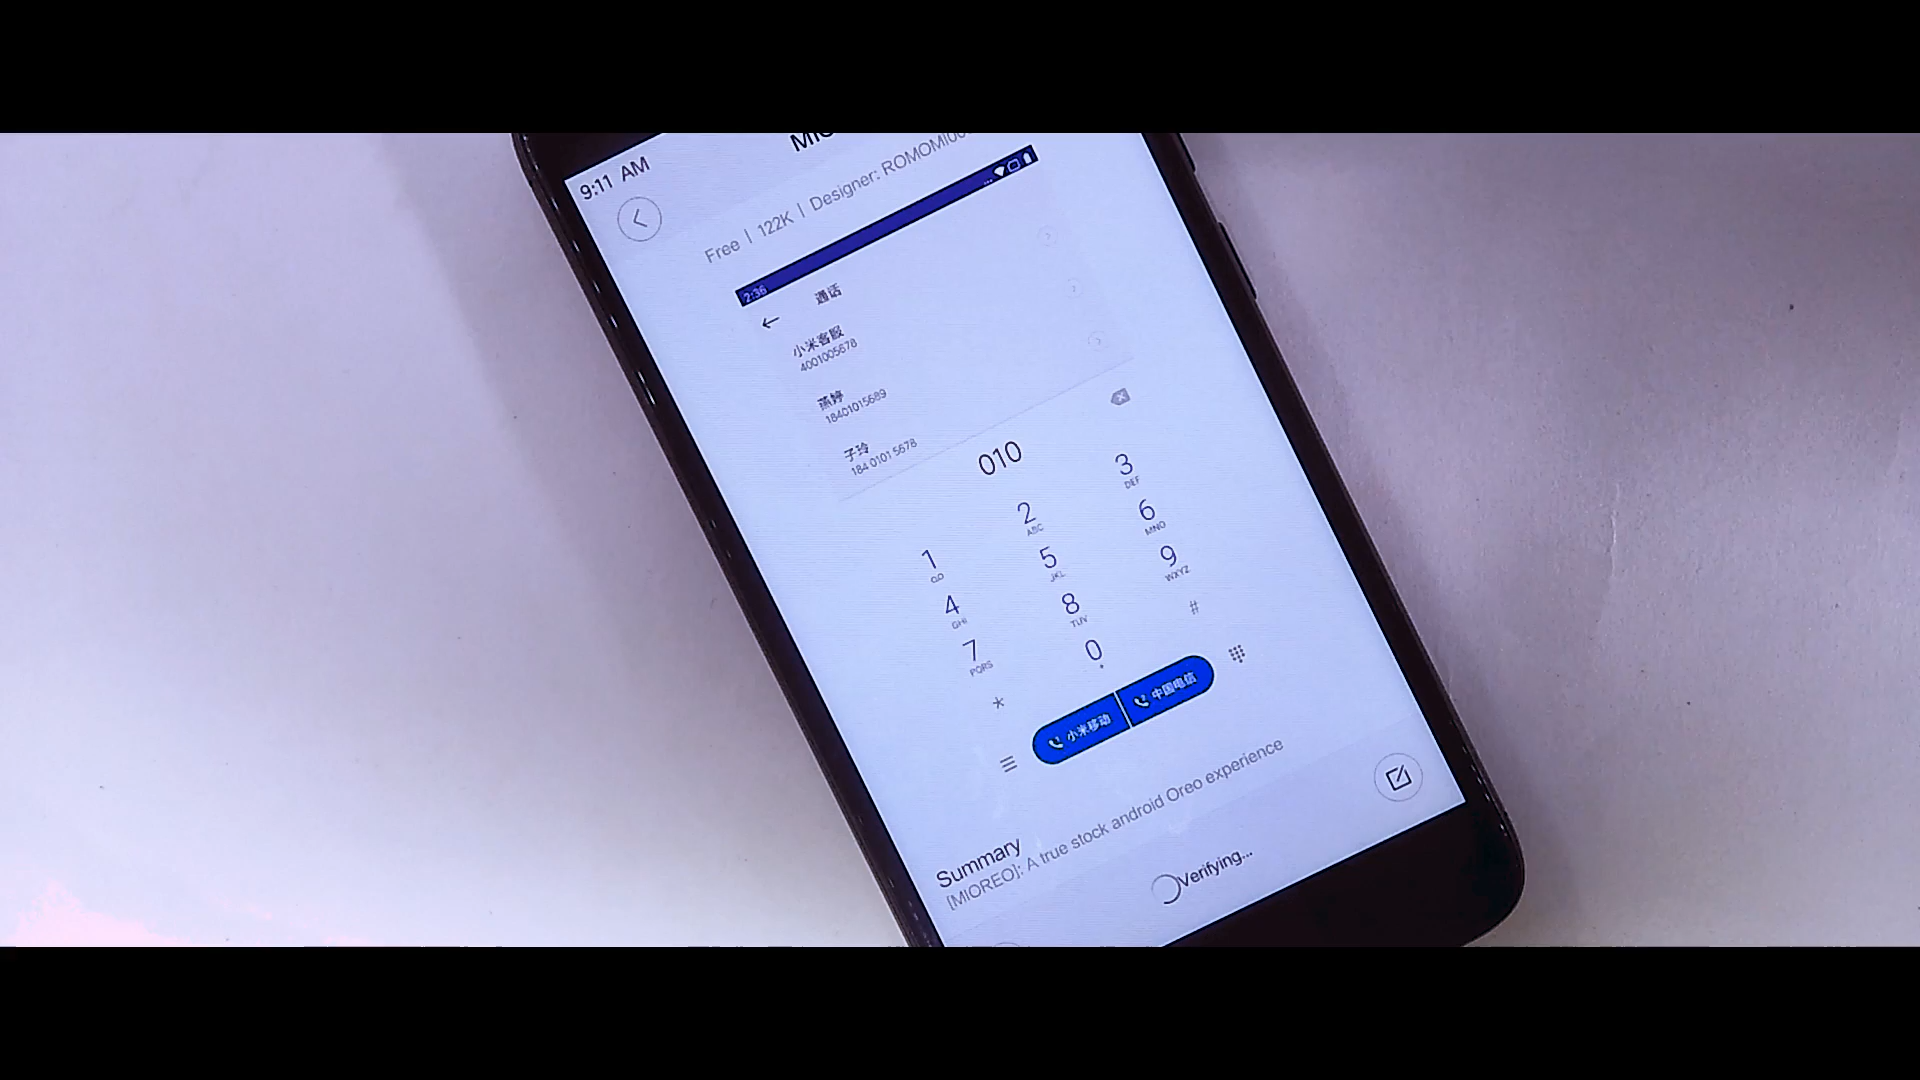 9:11 AM
Free | 122K | Designer: ROMOMI
2:36
通话
小米客服
4001005678
燕婷
18401015689
子玲
184 0101 5678
010
1
2 ABC
3 DEF
4 GHI
5 JKL
6 MNO
7 PQRS
8 TUV
9 WXYZ
*
0 +
#
小米移动
中国电信
Summary
[MIOREO]: A true stock android Oreo experience
Verifying...